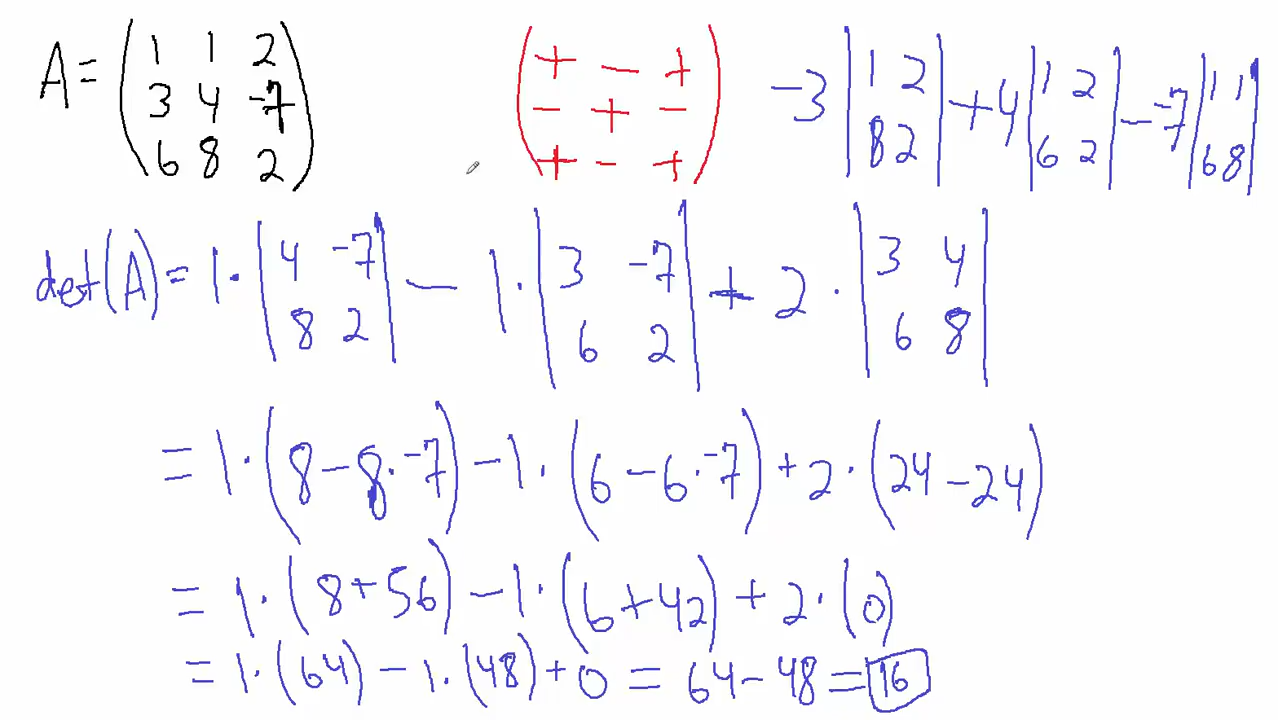 A = ( 1 1 2
3 4 -7
6 8 2 )
( + - +
- + -
+ - + )
-3 | 1 2 | + 4 | 1 2 | - -7 | 1 1 |
| 8 2 | | 6 2 | | 6 8 |
det(A) = 1 · | 4 -7 | - 1 · | 3 -7 | + 2 · | 3 4 |
| 8 2 | | 6 2 | | 6 8 |
= 1 · (8 - 8 · -7) - 1 · (6 - 6 · -7) + 2 · (24 - 24)
= 1 · (8 + 56) - 1 · (6 + 42) + 2 · (0)
= 1 · (64) - 1 · (48) + 0 = 64 - 48 = 16